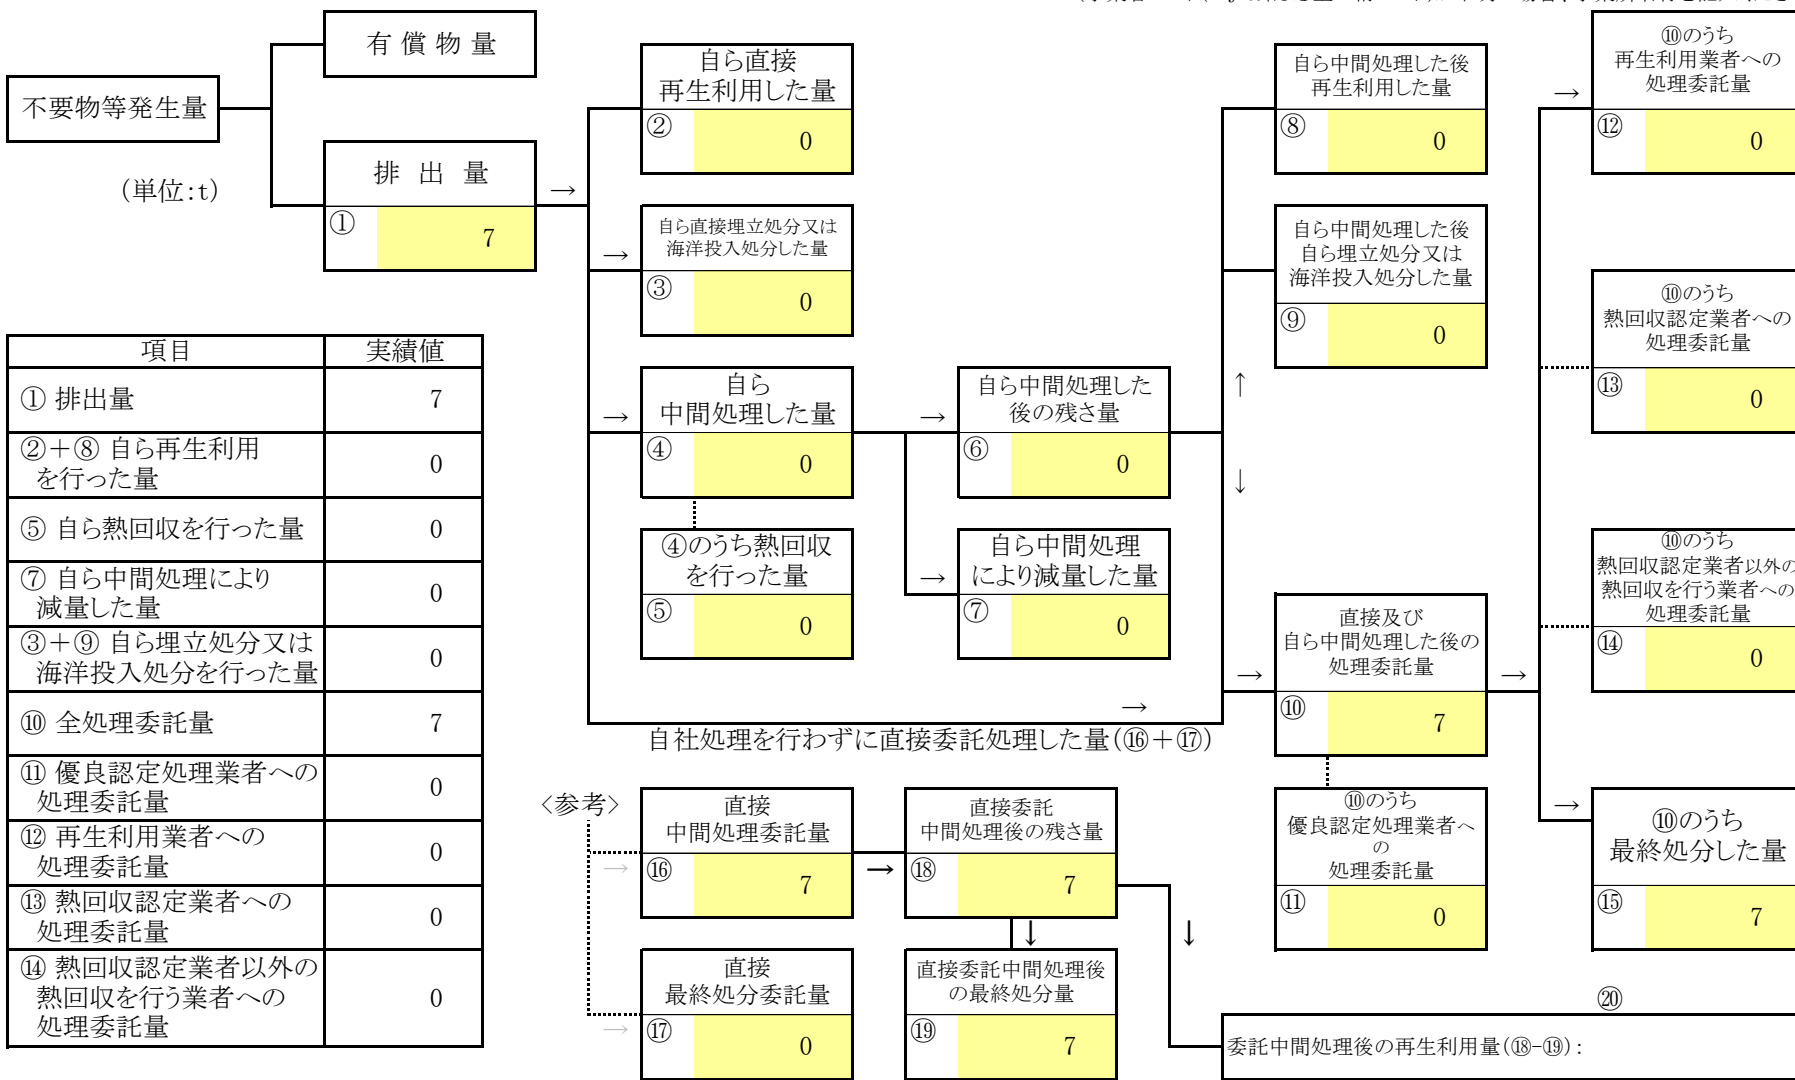 有償物量
不要物等発生量
(単位:t)
排出量
①
7
→
自ら直接
再生利用した量
②
0
→
自ら直接埋立処分又は
海洋投入処分した量
③
0
→
自ら
中間処理した量
④
0
④のうち熱回収
を行った量
⑤
0
→
自ら中間処理した
後の残さ量
⑥
0
→
自ら中間処理
により減量した量
⑦
0
自ら中間処理した後
再生利用した量
⑧
0
自ら中間処理した後
自ら埋立処分又は
海洋投入処分した量
⑨
0
↑
↓
→
直接及び
自ら中間処理した後の
処理委託量
⑩
7
→
⑩のうち
優良認定処理業者へ
の
処理委託量
⑪
0
→
⑩のうち
再生利用業者への
処理委託量
⑫
0
⑩のうち
熱回収認定業者への
処理委託量
⑬
0
⑩のうち
熱回収認定業者以外の
熱回収を行う業者への
処理委託量
⑭
0
→
⑩のうち
最終処分した量
⑮
7
→
自社処理を行わずに直接委託処理した量(⑯+⑰)
〈参考〉
→
直接
中間処理委託量
⑯
7
→
直接委託
中間処理後の残さ量
⑱
7
→
直接
最終処分委託量
⑰
0
↓
直接委託中間処理後
の最終処分量
⑲
7
↓
⑳
委託中間処理後の再生利用量(⑱-⑲):
項目 実績値
① 排出量 7
②+⑧ 自ら再生利用
を行った量 0
⑤ 自ら熱回収を行った量 0
⑦ 自ら中間処理により
減量した量 0
③+⑨ 自ら埋立処分又は
海洋投入処分を行った量 0
⑩ 全処理委託量 7
⑪ 優良認定処理業者への
処理委託量 0
⑫ 再生利用業者への
処理委託量 0
⑬ 熱回収認定業者への
処理委託量 0
⑭ 熱回収認定業者以外の
熱回収を行う業者への
処理委託量 0